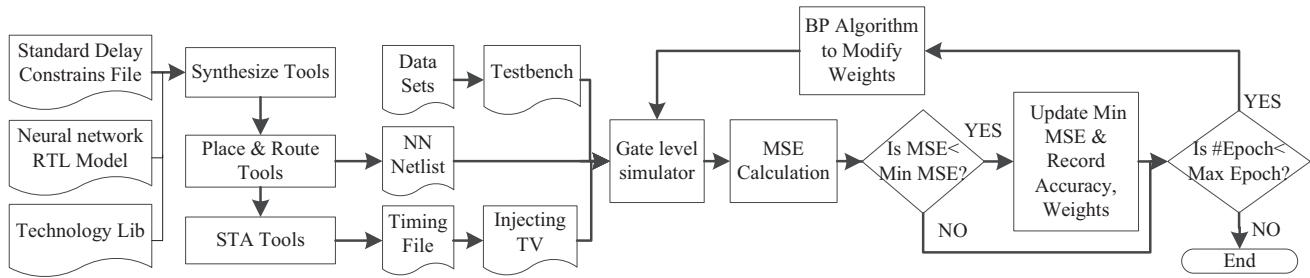 Standard Delay
Constrains File
Neural network
RTL Model
Technology Lib
Synthesize Tools
Place & Route
Tools
STA Tools
Data
Sets
Testbench
NN
Netlist
Timing
File
Injecting
TV
Gate level
simulator
BP Algorithm
to Modify
Weights
MSE
Calculation
Is MSE<
Min MSE?
YES
NO
Update Min
MSE &
Record
Accuracy,
Weights
Is #Epoch<
Max Epoch?
YES
NO
End